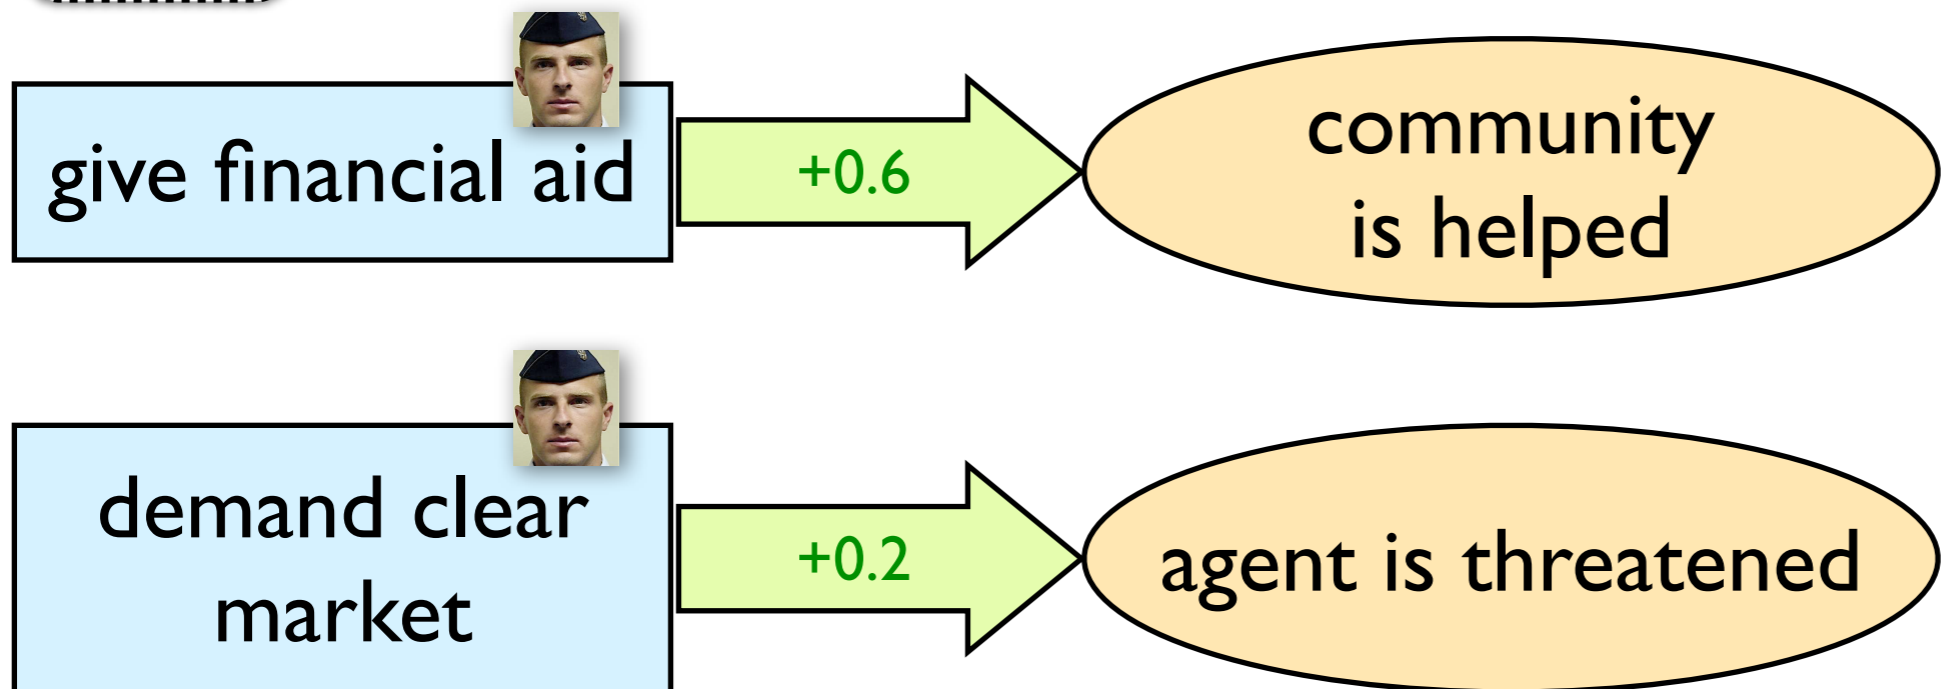 give financial aid
+0.6
community
is helped
demand clear
market
+0.2
agent is threatened